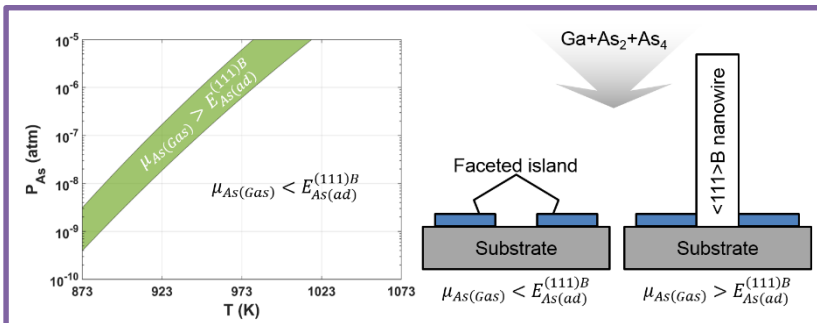 10⁻⁵
10⁻⁶
10⁻⁷
10⁻⁸
10⁻⁹
10⁻¹⁰
P_As (atm)
μ_As(Gas) > E_As(ad)^(111)B
μ_As(Gas) < E_As(ad)^(111)B
873
923
973
1023
1073
T (K)
Ga+As₂+As₄
Faceted island
<111>B nanowire
Substrate
Substrate
μ_As(Gas) < E_As(ad)^(111)B
μ_As(Gas) > E_As(ad)^(111)B